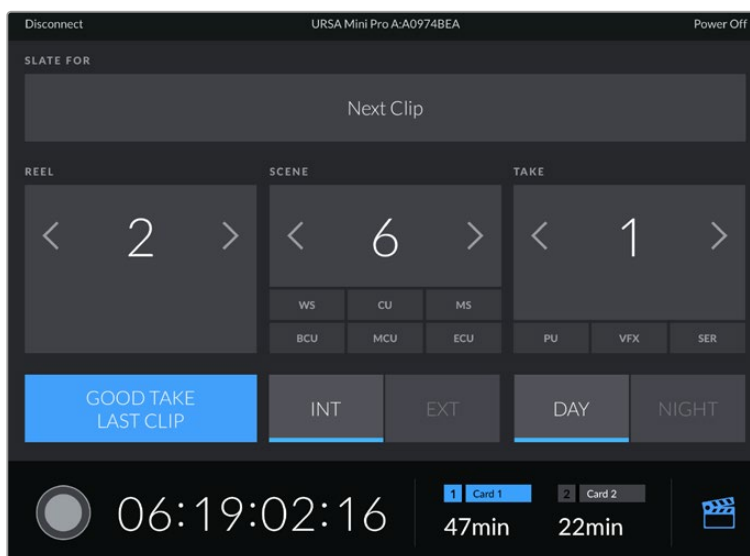 Disconnect URSA Mini Pro A:A0974BEA Power Off
SLATE FOR
Next Clip
REEL SCENE TAKE
2 6 1
WS CU MS
BCU MCU ECU PU VFX SER
GOOD TAKE
LAST CLIP
INT EXT DAY NIGHT
1 Card 1 2 Card 2
06:19:02:16 47min 22min